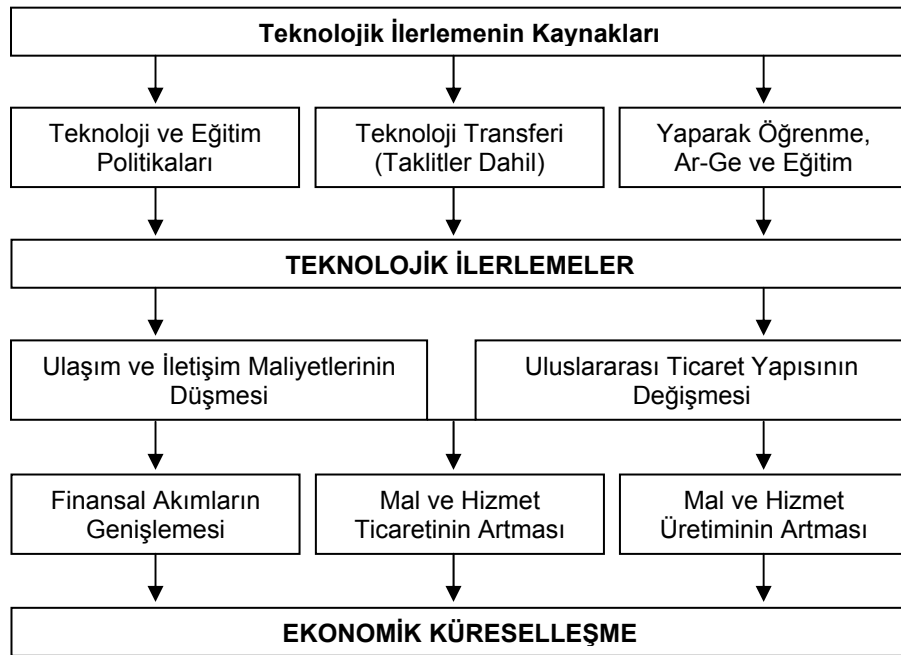 Teknolojik İlerlemenin Kaynakları
Teknoloji ve Eğitim
Politikaları
Teknoloji Transferi
(Taklitler Dahil)
Yaparak Öğrenme,
Ar-Ge ve Eğitim
TEKNOLOJİK İLERLEMELER
Ulaşım ve İletişim Maliyetlerinin
Düşmesi
Uluslararası Ticaret Yapısının
Değişmesi
Finansal Akımların
Genişlemesi
Mal ve Hizmet
Ticaretinin Artması
Mal ve Hizmet
Üretiminin Artması
EKONOMİK KÜRESELLEŞME